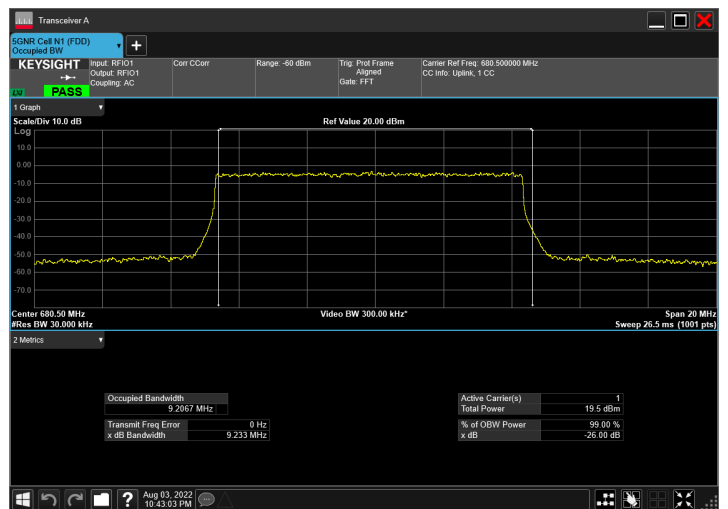 Transceiver A
5GNR Cell N1 (FDD)
Occupied BW
KEYSIGHT
Input: RFIO1
Output: RFIO1
Coupling: AC
Corr CCorr
Range: -60 dBm
Trig: Prot Frame
Aligned
Gate: FFT
Carrier Ref Freq: 680.500000 MHz
CC Info: Uplink, 1 CC
LXI PASS
1 Graph
Scale/Div 10.0 dB Ref Value 20.00 dBm
Log
10.0
0.00
-10.0
-20.0
-30.0
-40.0
-50.0
-60.0
-70.0
Center 680.50 MHz Video BW 300.00 kHz* Span 20 MHz
#Res BW 30.000 kHz Sweep 26.5 ms (1001 pts)
2 Metrics
Occupied Bandwidth
9.2067 MHz
Transmit Freq Error 0 Hz
x dB Bandwidth 9.233 MHz
Active Carrier(s) 1
Total Power 19.5 dBm
% of OBW Power 99.00 %
x dB -26.00 dB
? Aug 03, 2022
10:43:03 PM